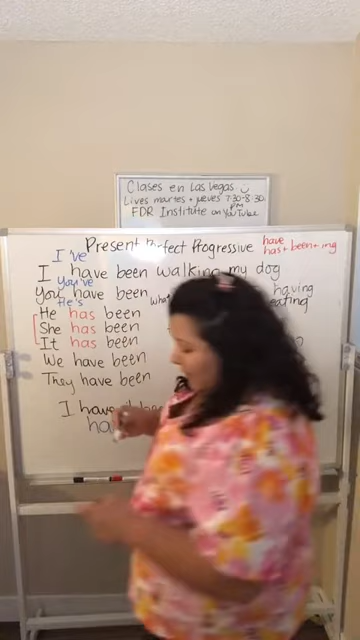 Clases en Las Vegas
Lives martes + jueves 7:30-8:30 PM
FDR Institute on YouTube
Present Perfect Progressive
have
has + been + ing
I've
I have been walking my dog
You've
You have been having
He's eating
He has been
She has been
It has been
We have been
They have been
I have